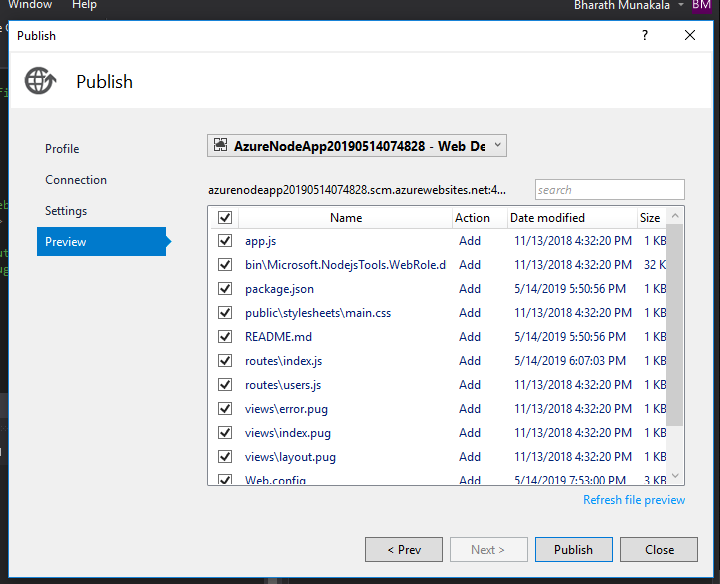 Window Help Bharath Munakala BM
Publish ?
Publish
Profile
Connection
Settings
Preview
AzureNodeApp20190514074828 - Web De
azurenodeapp20190514074828.scm.azurewebsites.net:4... search
Name Action Date modified Size
app.js Add 11/13/2018 4:32:20 PM 1 KB
bin\Microsoft.NodejsTools.WebRole.d Add 11/13/2018 4:32:20 PM 32 K
package.json Add 5/14/2019 5:50:56 PM 1 KB
public\stylesheets\main.css Add 11/13/2018 4:32:20 PM 1 KB
README.md Add 5/14/2019 5:50:56 PM 1 KB
routes\index.js Add 5/14/2019 6:07:03 PM 1 KB
routes\users.js Add 11/13/2018 4:32:20 PM 1 KB
views\error.pug Add 11/13/2018 4:32:20 PM 1 KB
views\index.pug Add 11/13/2018 4:32:20 PM 1 KB
views\layout.pug Add 11/13/2018 4:32:20 PM 1 KB
Web.config Add 5/14/2019 7:53:00 PM 3 KB
Refresh file preview
< Prev Next > Publish Close